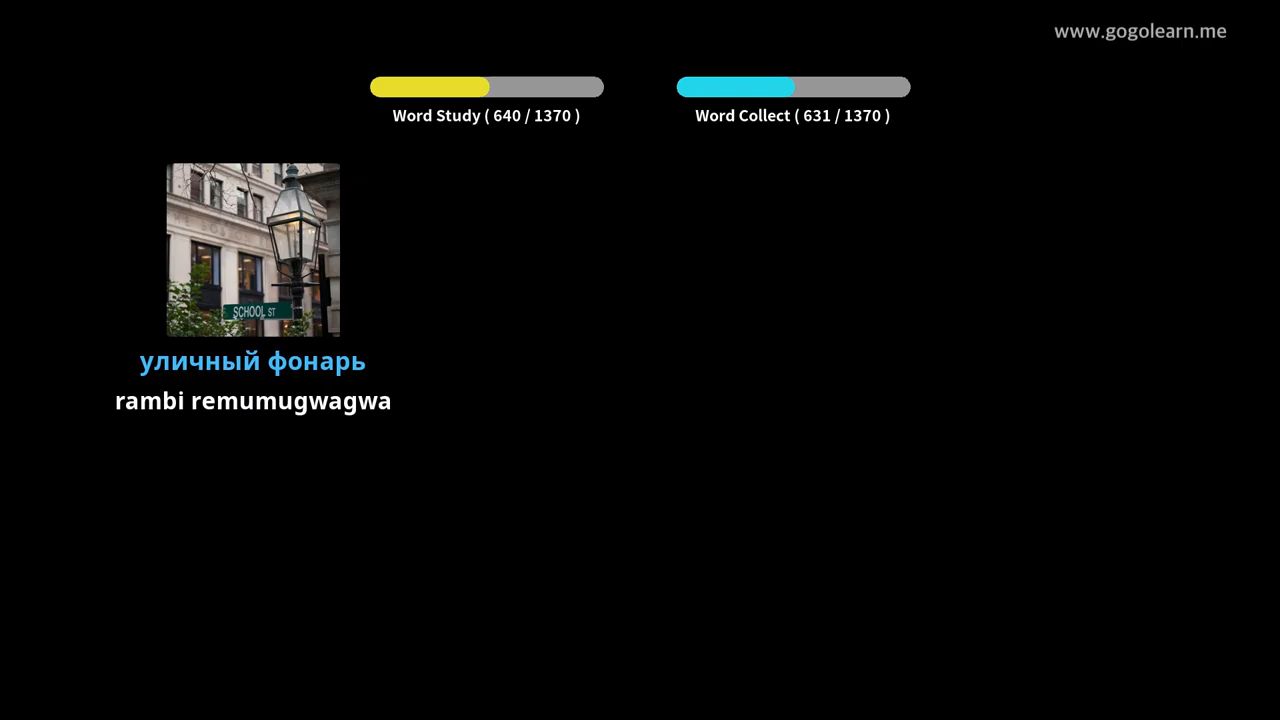 www.gogolearn.me
Word Study ( 640 / 1370 )
Word Collect ( 631 / 1370 )
SCHOOL ST
уличный фонарь
rambi remumugwagwa